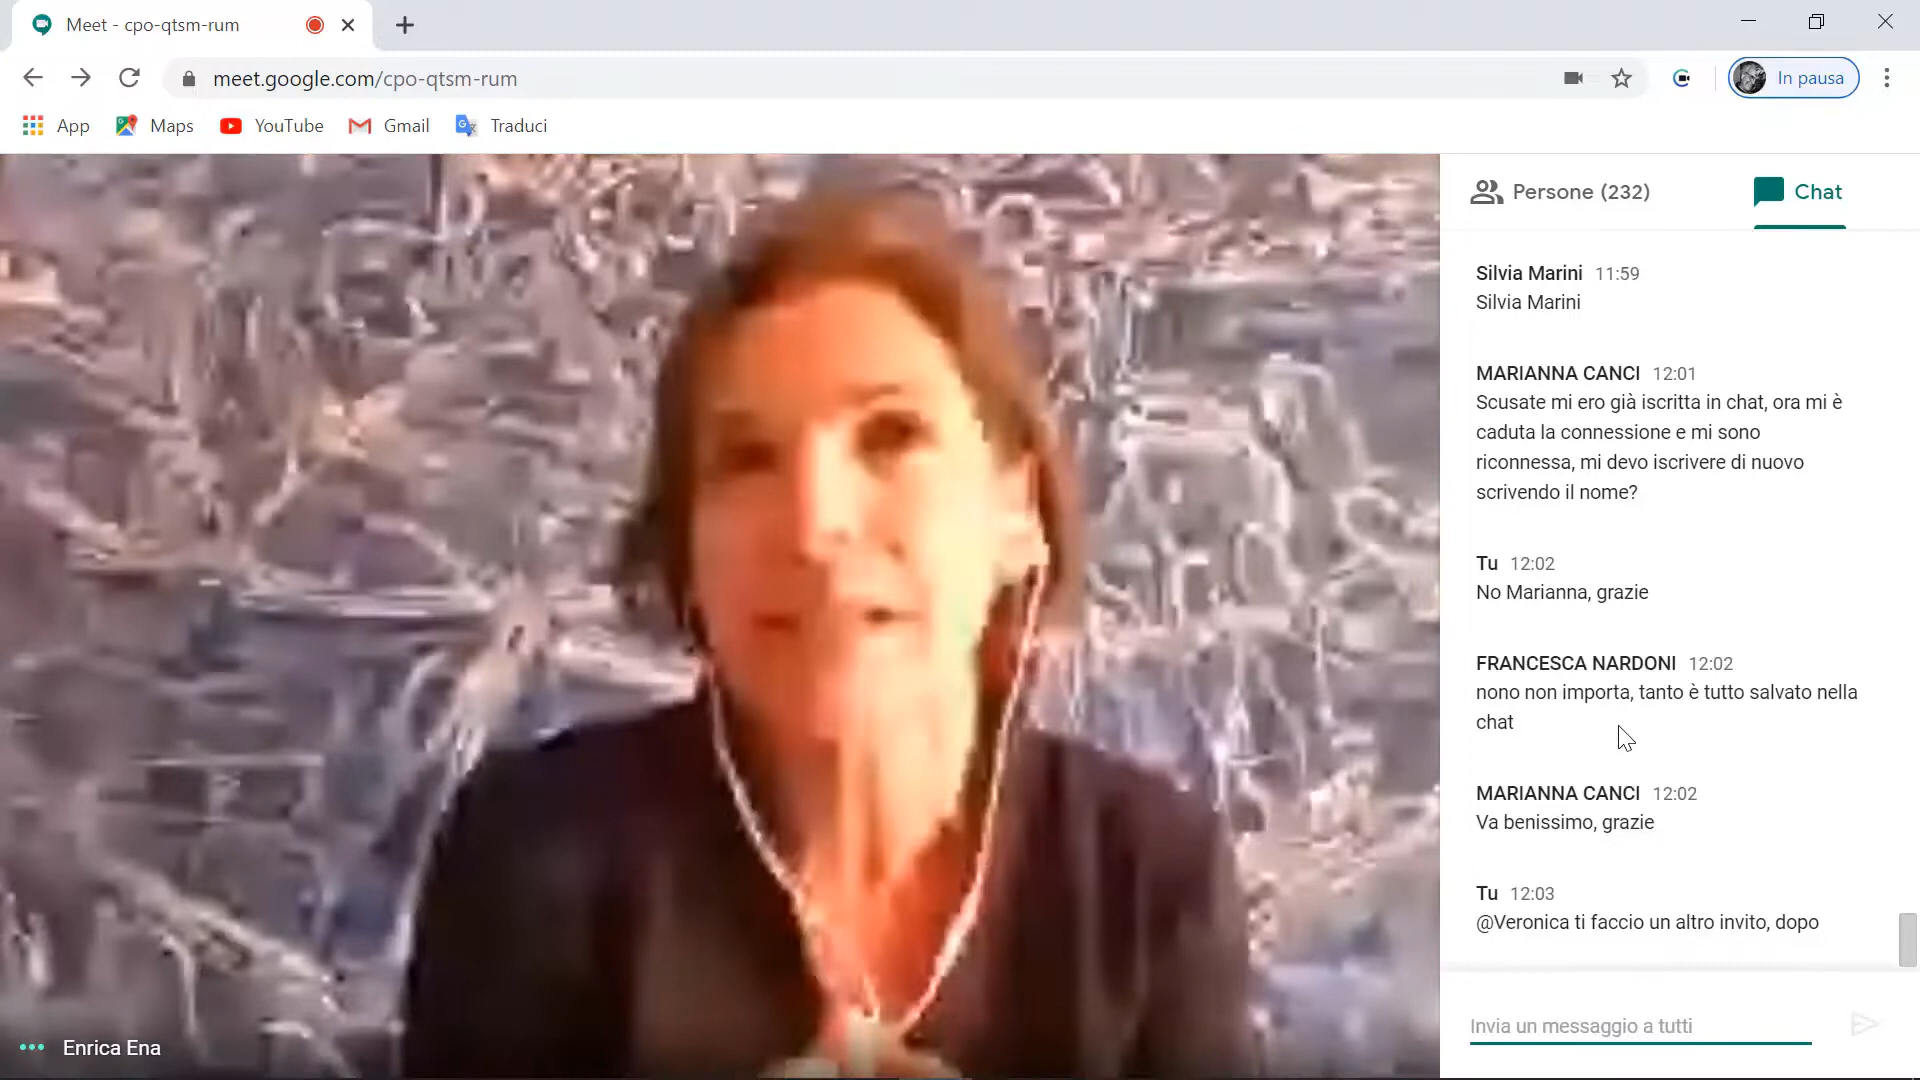 Meet - cpo-qtsm-rum
meet.google.com/cpo-qtsm-rum
In pausa
App
Maps
YouTube
Gmail
Traduci
Persone (232)
Chat
Silvia Marini 11:59
Silvia Marini
MARIANNA CANCI 12:01
Scusate mi ero già iscritta in chat, ora mi è
caduta la connessione e mi sono
riconnessa, mi devo iscrivere di nuovo
scrivendo il nome?
Tu 12:02
No Marianna, grazie
FRANCESCA NARDONI 12:02
nono non importa, tanto è tutto salvato nella
chat
MARIANNA CANCI 12:02
Va benissimo, grazie
Tu 12:03
@Veronica ti faccio un altro invito, dopo
Invia un messaggio a tutti
Enrica Ena